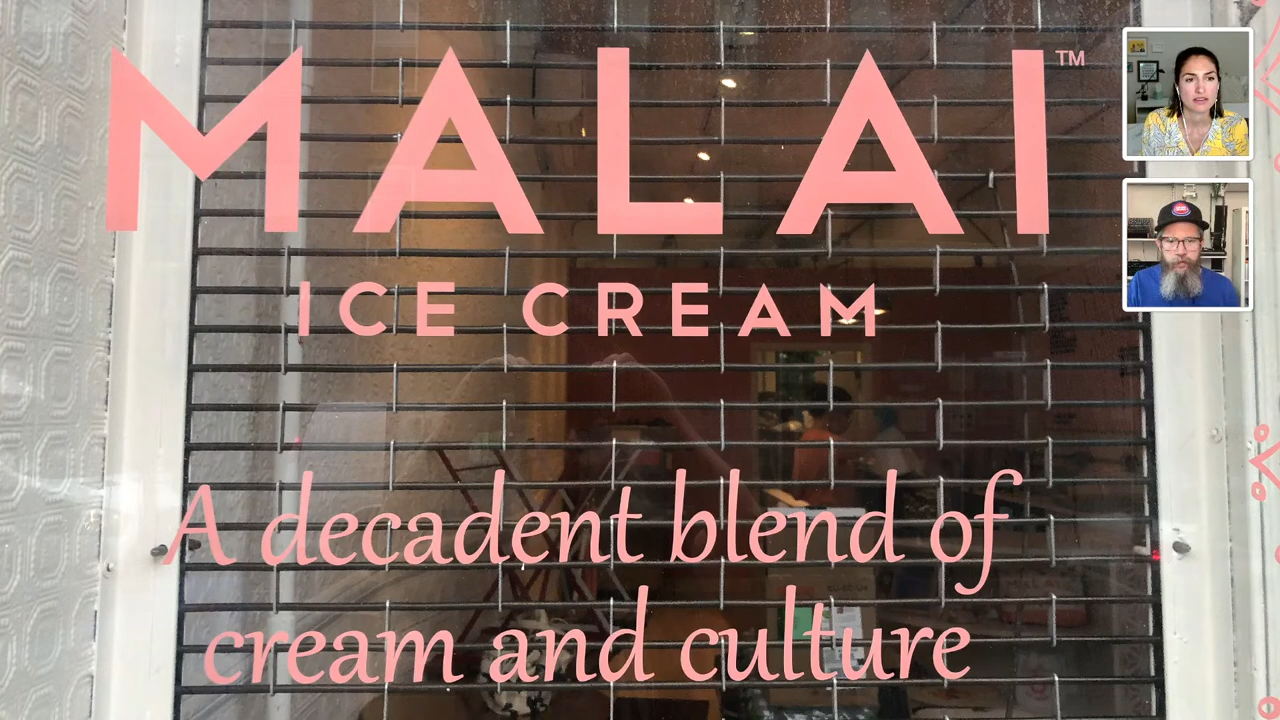 MALAI™
ICE CREAM
A decadent blend of
cream and culture